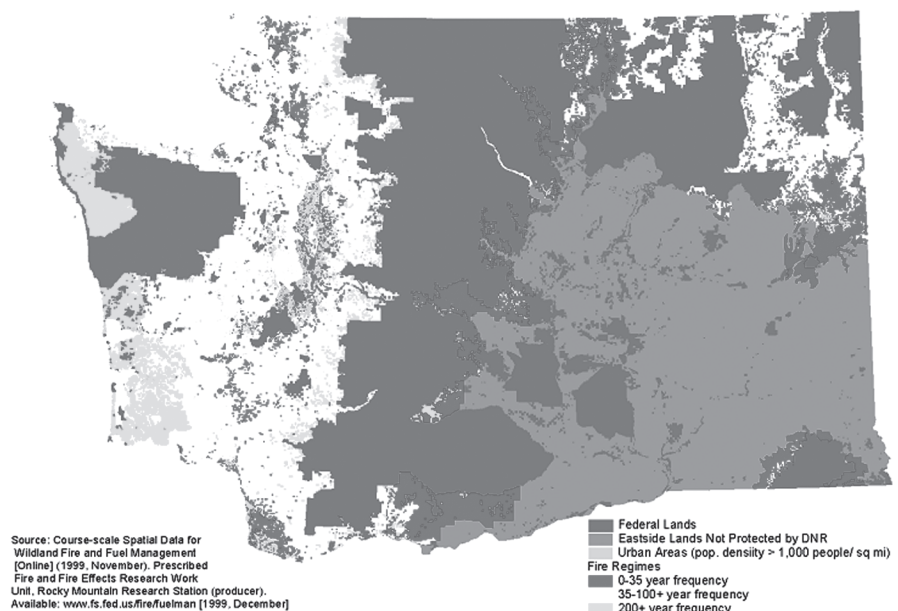 Source: Course-scale Spatial Data for
Wildland Fire and Fuel Management
[Online] (1999, November). Prescribed
Fire and Fire Effects Research Work
Unit, Rocky Mountain Research Station (producer).
Available: www.fs.fed.us/fire/fuelman [1999, December]
Federal Lands
Eastside Lands Not Protected by DNR
Urban Areas (pop. densiity > 1,000 people/ sq mi)
Fire Regimes
0-35 year frequency
35-100+ year frequency
200+ year frequency